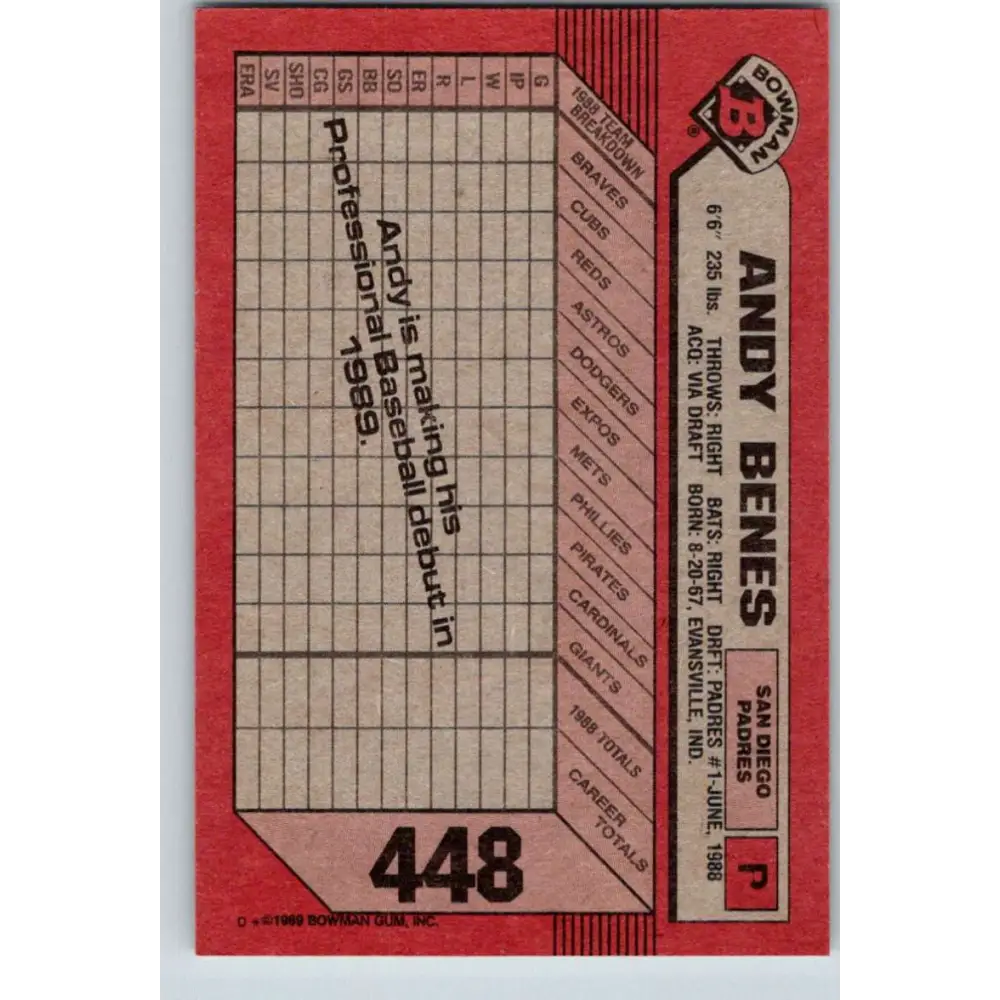 BOWMAN
B
®
ANDY BENES
SAN DIEGO
PADRES
P
6'6" 235 lbs. THROWS: RIGHT BATS: RIGHT DRFT: PADRES #1-JUNE, 1988
ACQ: VIA DRAFT BORN: 8-20-67, EVANSVILLE, IND.
1988 TEAM
BREAKDOWN
BRAVES
CUBS
REDS
ASTROS
DODGERS
EXPOS
METS
PHILLIES
PIRATES
CARDINALS
GIANTS
1988 TOTALS
CAREER
TOTALS
G
IP
W
L
R
ER
SO
BB
GS
CG
SHO
SV
ERA
Andy is making his
Professional Baseball debut in
1989.
448
D *©1989 BOWMAN GUM, INC.